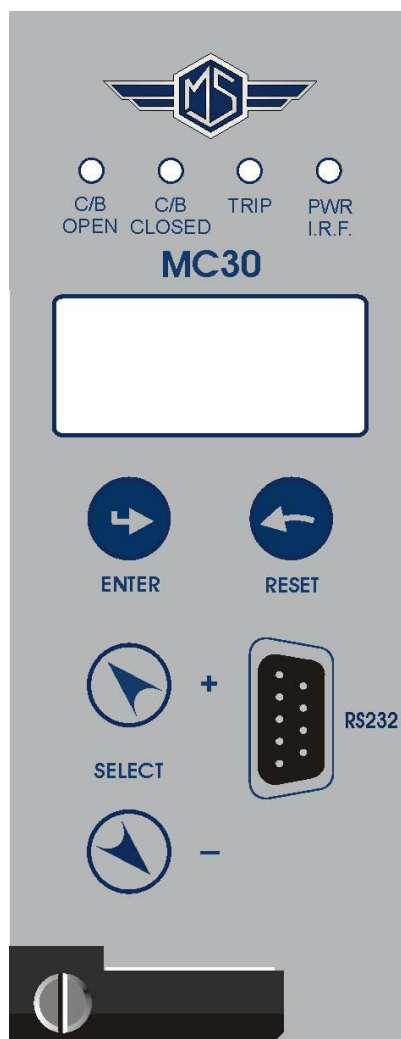 MS
C/B OPEN
C/B CLOSED
TRIP
PWR I.R.F.
MC30
ENTER
RESET
+
RS232
SELECT
–